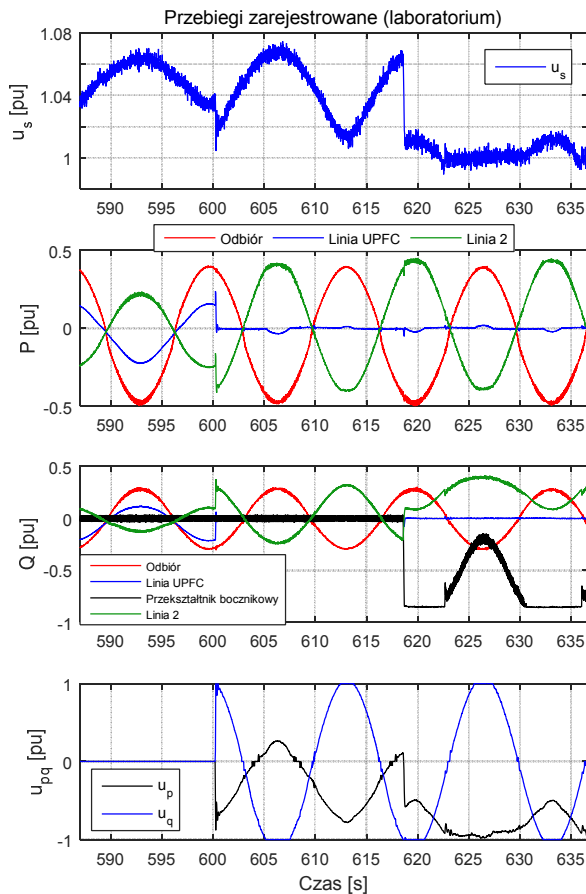 Przebiegi zarejestrowane (laboratorium)
1.08
1.04
1
u_s [pu]
u_s
590 595 600 605 610 615 620 625 630 635
Odbiór Linia UPFC Linia 2
0.5
0
-0.5
P [pu]
590 595 600 605 610 615 620 625 630 635
0.5
0
-0.5
-1
Q [pu]
Odbiór
Linia UPFC
Przekształtnik bocznikowy
Linia 2
590 595 600 605 610 615 620 625 630 635
1
0
-1
u_pq [pu]
u_p
u_q
590 595 600 605 610 615 620 625 630 635
Czas [s]